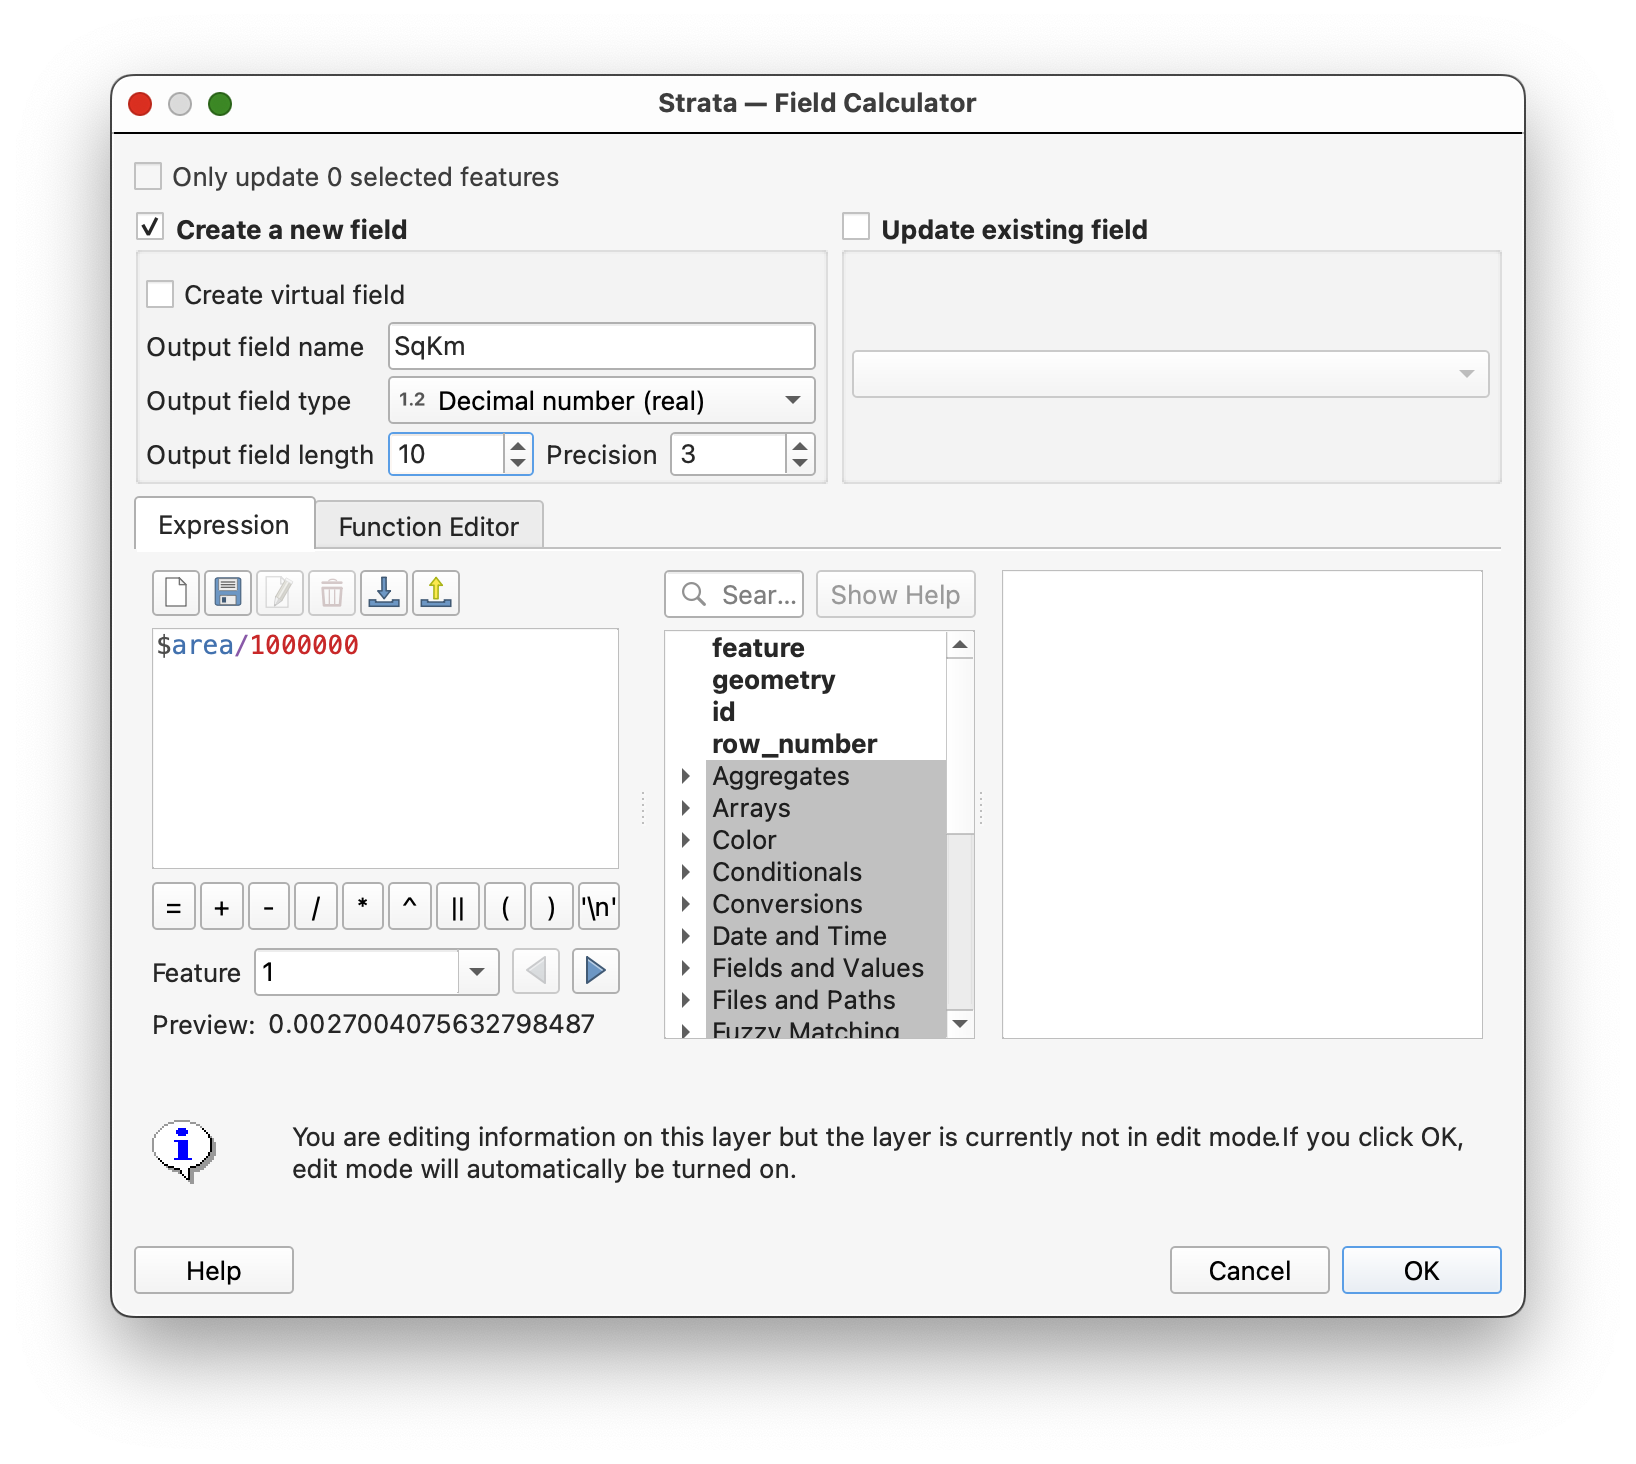 Strata — Field Calculator
Only update 0 selected features
Create a new field
Update existing field
Create virtual field
Output field name SqKm
Output field type 1.2 Decimal number (real)
Output field length 10 Precision 3
Expression Function Editor
Sear... Show Help
$area/1000000
feature
geometry
id
row_number
Aggregates
Arrays
Color
Conditionals
Conversions
Date and Time
Fields and Values
Files and Paths
Fuzzy Matching
= + - / * ^ || ( ) '\n'
Feature 1
Preview: 0.0027004075632798487
You are editing information on this layer but the layer is currently not in edit mode.If you click OK,
edit mode will automatically be turned on.
Help Cancel OK